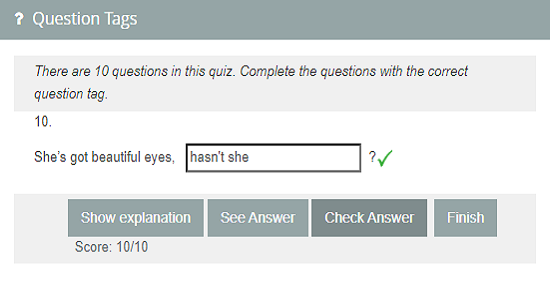 ? Question Tags
There are 10 questions in this quiz. Complete the questions with the correct
question tag.
10.
She's got beautiful eyes, hasn't she ?
Show explanation See Answer Check Answer Finish
Score: 10/10